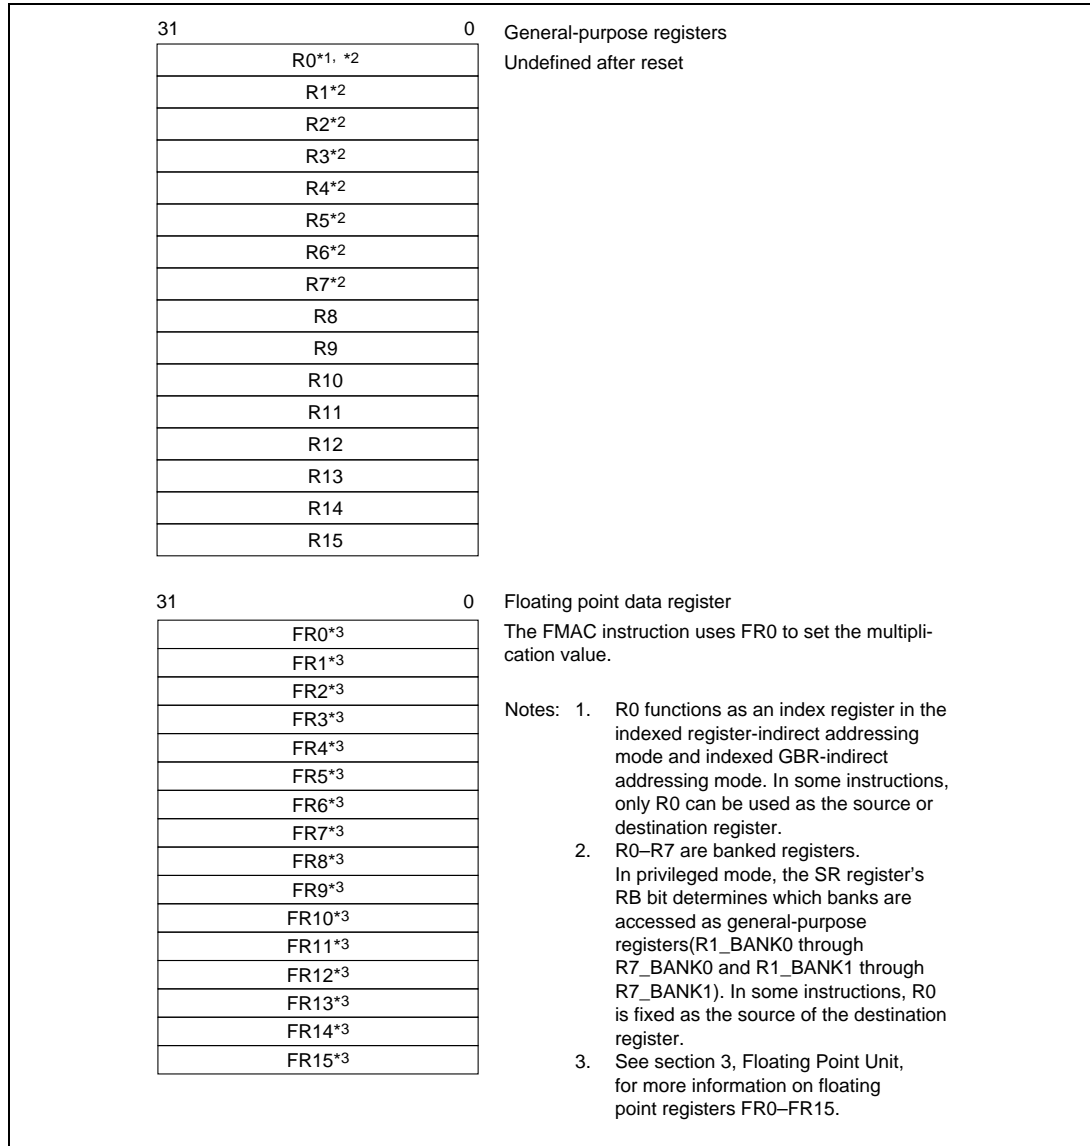 31 0 General-purpose registers
R0*1, *2 Undefined after reset
R1*2
R2*2
R3*2
R4*2
R5*2
R6*2
R7*2
R8
R9
R10
R11
R12
R13
R14
R15
31 0 Floating point data register
FR0*3
FR1*3
FR2*3
FR3*3
FR4*3
FR5*3
FR6*3
FR7*3
FR8*3
FR9*3
FR10*3
FR11*3
FR12*3
FR13*3
FR14*3
FR15*3
The FMAC instruction uses FR0 to set the multipli-
cation value.
Notes: 1. R0 functions as an index register in the
indexed register-indirect addressing
mode and indexed GBR-indirect
addressing mode. In some instructions,
only R0 can be used as the source or
destination register.
2. R0–R7 are banked registers.
In privileged mode, the SR register's
RB bit determines which banks are
accessed as general-purpose
registers(R1_BANK0 through
R7_BANK0 and R1_BANK1 through
R7_BANK1). In some instructions, R0
is fixed as the source of the destination
register.
3. See section 3, Floating Point Unit,
for more information on floating
point registers FR0–FR15.